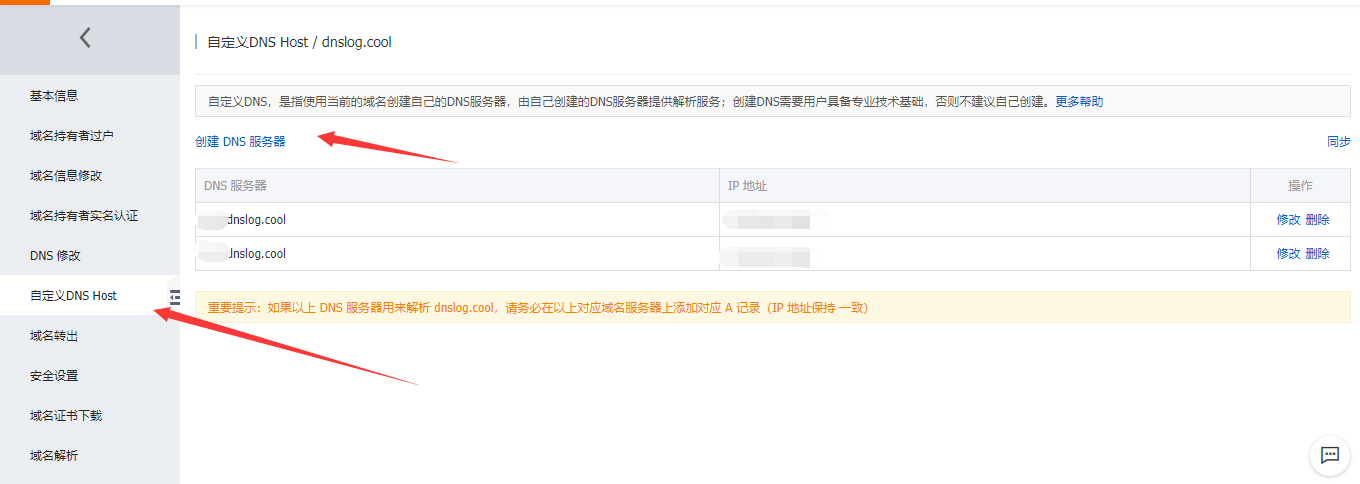 自定义DNS Host / dnslog.cool
基本信息
域名持有者过户
域名信息修改
域名持有者实名认证
DNS 修改
自定义DNS Host
域名转出
安全设置
域名证书下载
域名解析
自定义DNS，是指使用当前的域名创建自己的DNS服务器，由自己创建的DNS服务器提供解析服务；创建DNS需要用户具备专业技术基础，否则不建议自己创建。更多帮助
创建 DNS 服务器 同步
DNS 服务器 IP 地址 操作
dnslog.cool 修改 删除
dnslog.cool 修改 删除
重要提示：如果以上 DNS 服务器用来解析 dnslog.cool，请务必在以上对应域名服务器上添加对应 A 记录（IP 地址保持 一致）